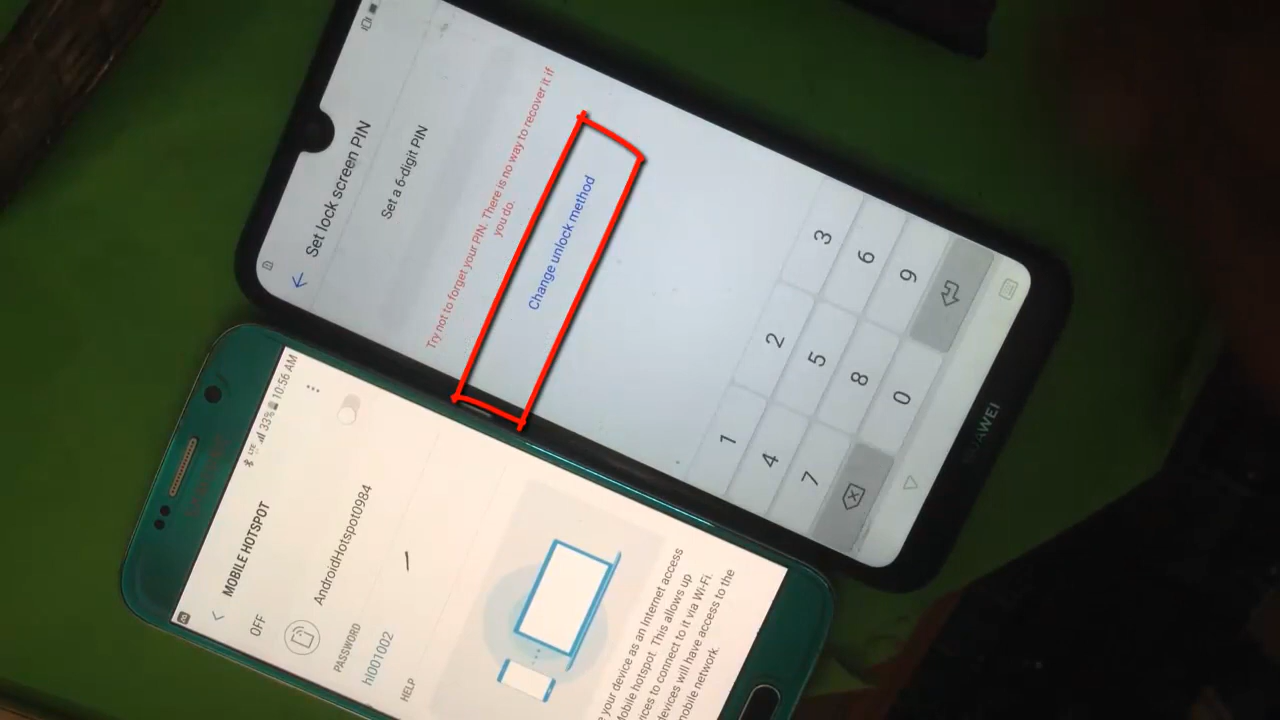 Set lock screen PIN
Set a 6-digit PIN
Try not to forget your PIN. There is no way to recover it if
you do.
Change unlock method
1 2 3
4 5 6
7 8 9
0
HUAWEI
SAMSUNG
LTE 33% 10:56 AM
MOBILE HOTSPOT
OFF
AndroidHotspot0984
PASSWORD
hl001002
HELP
your device as an Internet access
Mobile hotspot. This allows up
devices to connect to it via Wi-Fi.
devices will have access to the
mobile network.